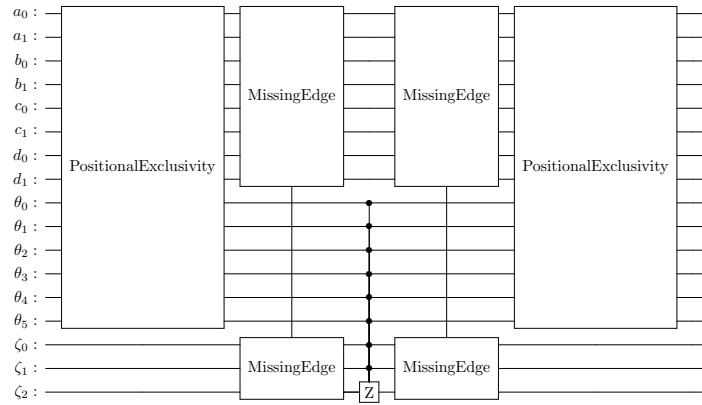 a₀ :
a₁ :
b₀ :
b₁ :
c₀ :
c₁ :
d₀ :
d₁ :
θ₀ :
θ₁ :
θ₂ :
θ₃ :
θ₄ :
θ₅ :
ζ₀ :
ζ₁ :
ζ₂ :
PositionalExclusivity
MissingEdge
MissingEdge
Z
MissingEdge
MissingEdge
PositionalExclusivity